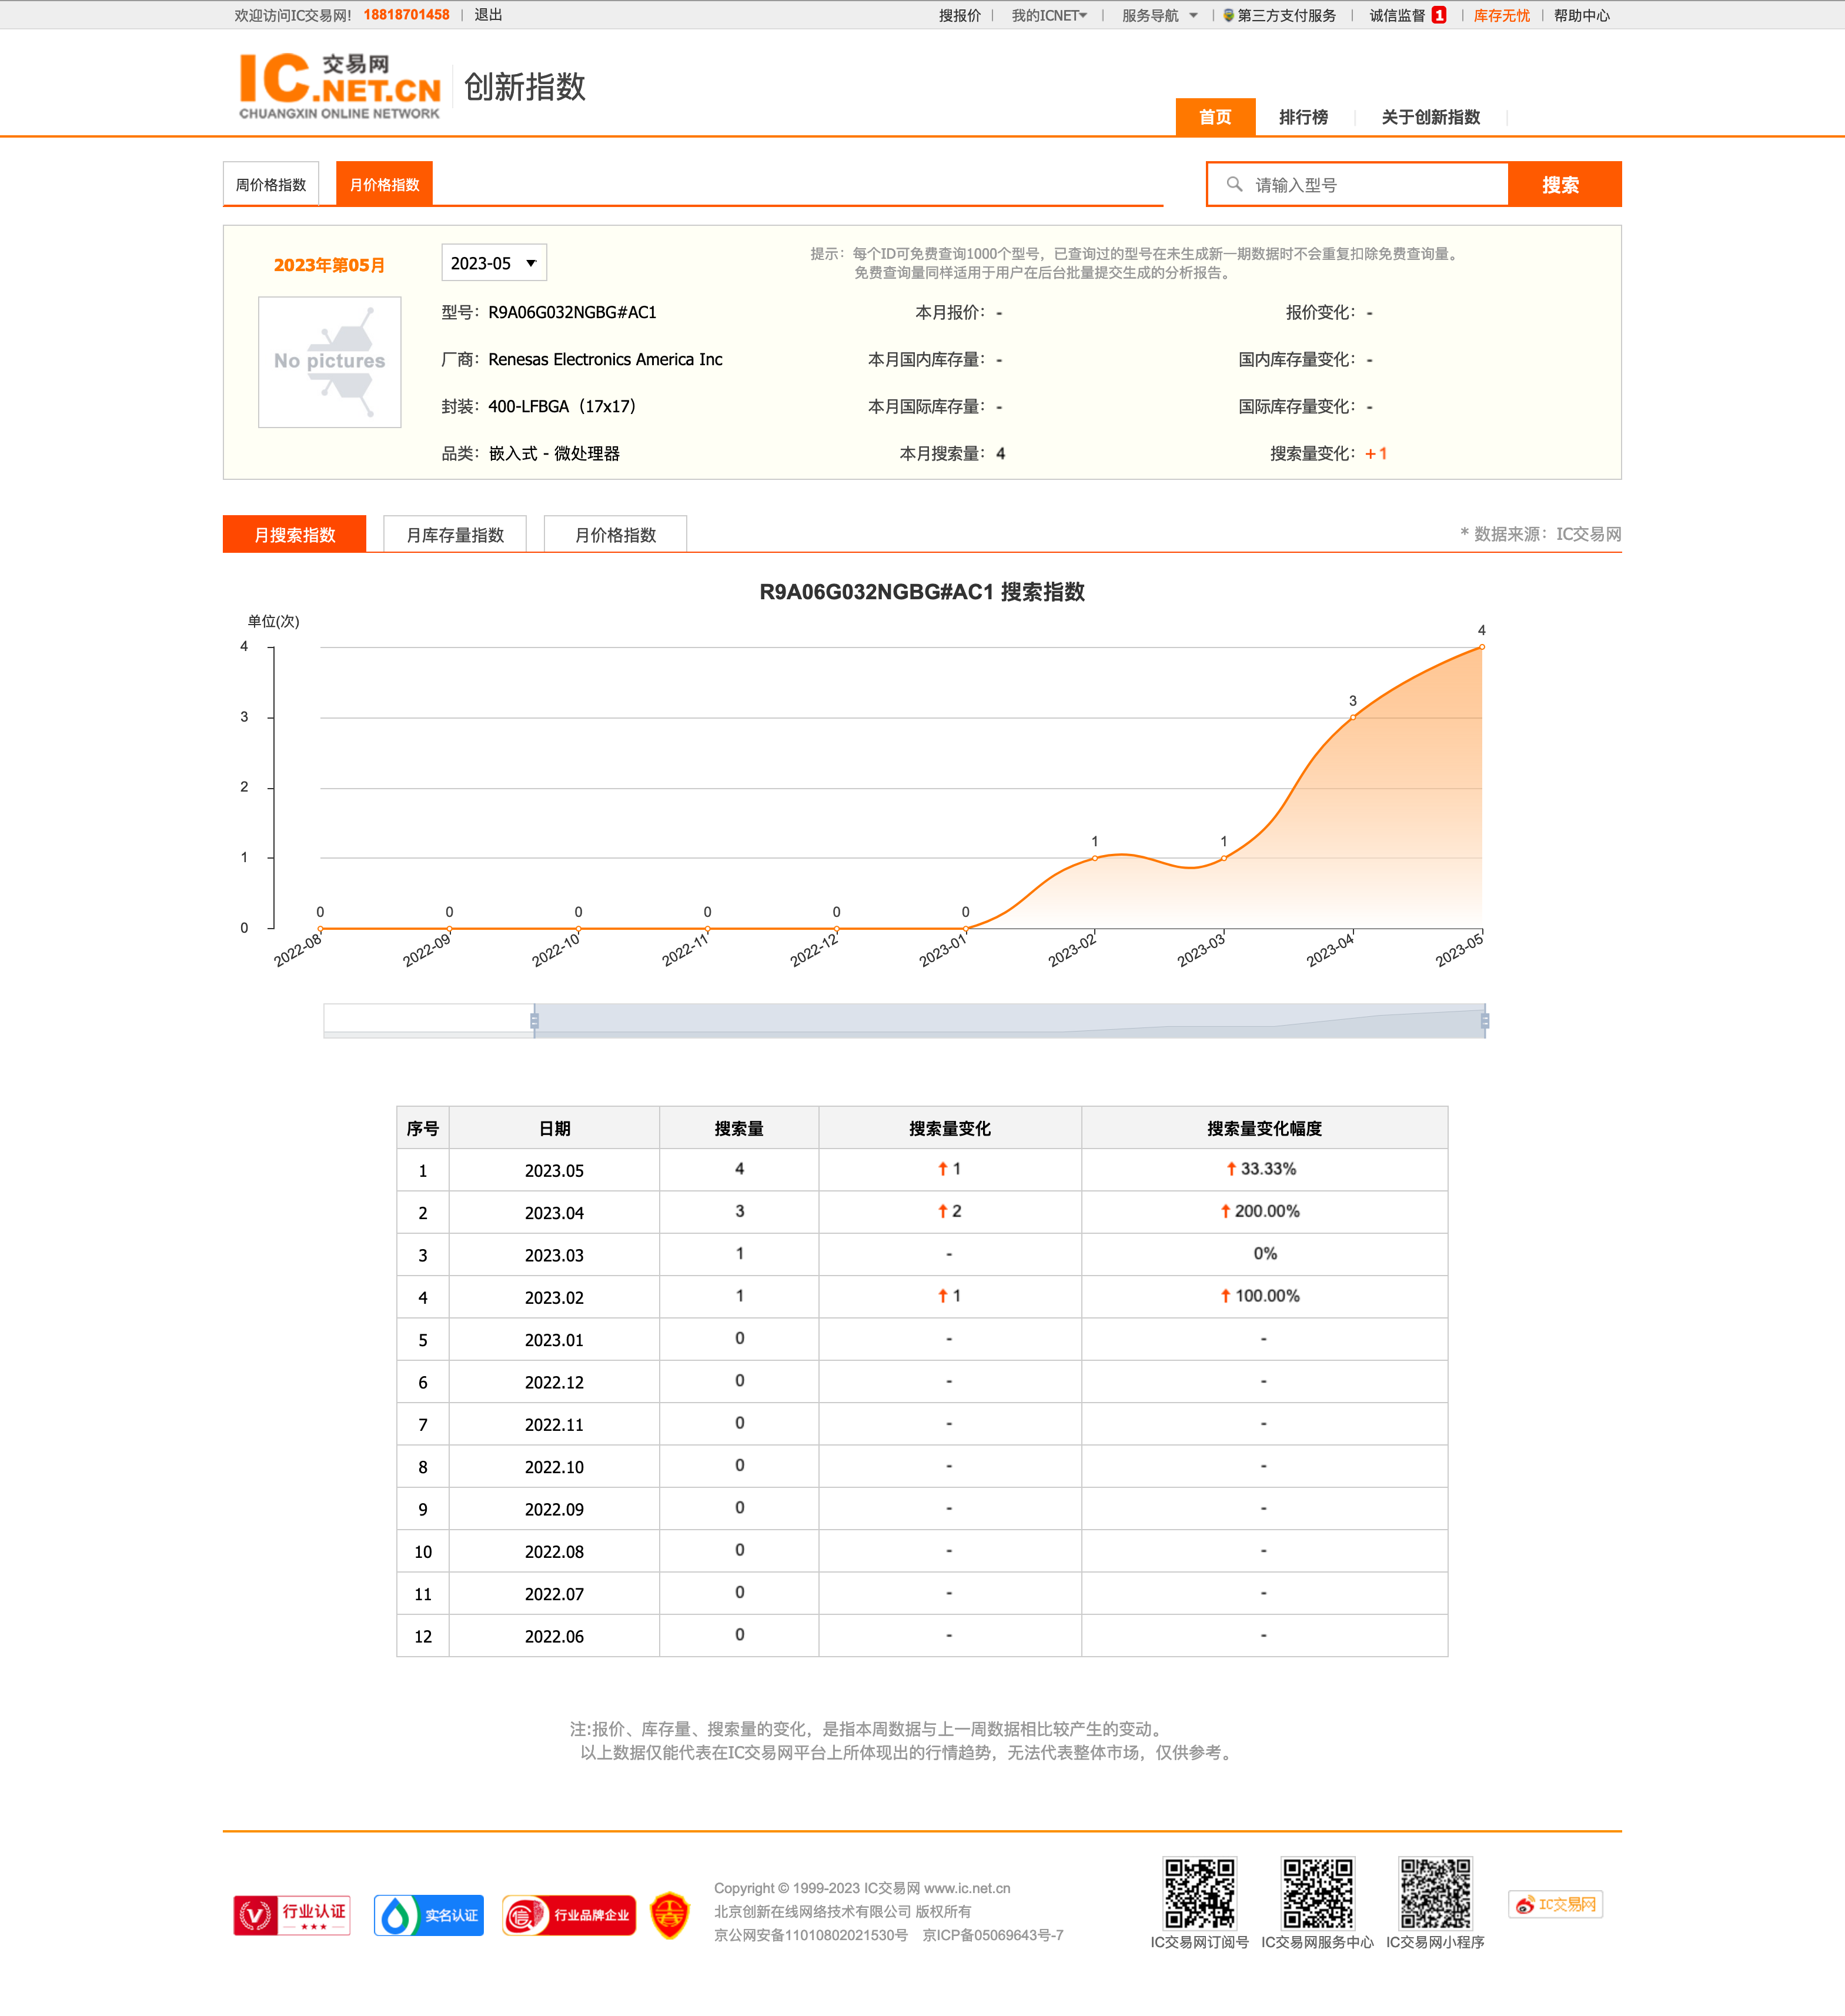 欢迎访问IC交易网! 18818701458 | 退出 搜报价 | 我的ICNET | 服务导航 | 第三方支付服务 | 诚信监督 1 | 库存无忧 | 帮助中心
IC交易网.NET.CN
CHUANGXIN ONLINE NETWORK
创新指数
首页 排行榜 关于创新指数
周价格指数 月价格指数 请输入型号 搜索
2023年第05月 2023-05
提示：每个ID可免费查询1000个型号，已查询过的型号在未生成新一期数据时不会重复扣除免费查询量。
免费查询量同样适用于用户在后台批量提交生成的分析报告。
No pictures
型号：R9A06G032NGBG#AC1 本月报价：- 报价变化：-
厂商：Renesas Electronics America Inc 本月国内库存量：- 国内库存量变化：-
封装：400-LFBGA（17x17） 本月国际库存量：- 国际库存量变化：-
品类：嵌入式 - 微处理器 本月搜索量：4 搜索量变化：+1
月搜索指数 月库存量指数 月价格指数 * 数据来源：IC交易网
R9A06G032NGBG#AC1 搜索指数
单位(次)
4
3
2
1
0
0 0 0 0 0 0 1 1 3 4
2022-08 2022-09 2022-10 2022-11 2022-12 2023-01 2023-02 2023-03 2023-04 2023-05
序号 日期 搜索量 搜索量变化 搜索量变化幅度
1 2023.05 4 ↑1 ↑33.33%
2 2023.04 3 ↑2 ↑200.00%
3 2023.03 1 - 0%
4 2023.02 1 ↑1 ↑100.00%
5 2023.01 0 - -
6 2022.12 0 - -
7 2022.11 0 - -
8 2022.10 0 - -
9 2022.09 0 - -
10 2022.08 0 - -
11 2022.07 0 - -
12 2022.06 0 - -
注:报价、库存量、搜索量的变化，是指本周数据与上一周数据相比较产生的变动。
以上数据仅能代表在IC交易网平台上所体现出的行情趋势，无法代表整体市场，仅供参考。
行业认证
实名认证
信 行业品牌企业
Copyright © 1999-2023 IC交易网 www.ic.net.cn
北京创新在线网络技术有限公司 版权所有
京公网安备11010802021530号 京ICP备05069643号-7
IC交易网订阅号 IC交易网服务中心 IC交易网小程序
IC交易网